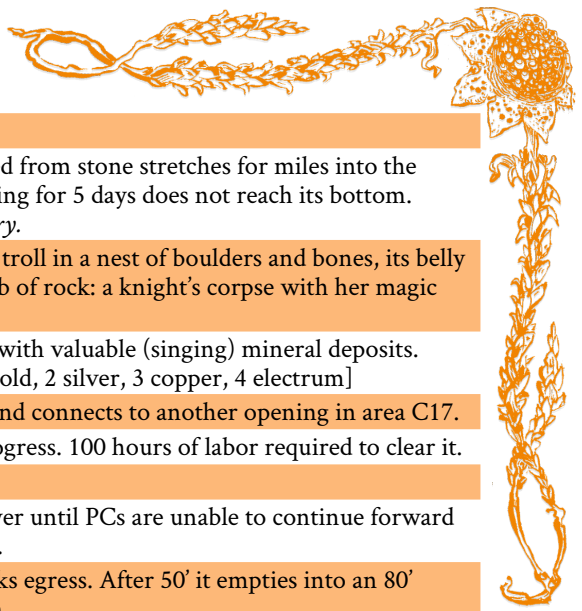 d from stone stretches for miles into the
ing for 5 days does not reach its bottom.
ry.
troll in a nest of boulders and bones, its belly
b of rock: a knight’s corpse with her magic
with valuable (singing) mineral deposits.
old, 2 silver, 3 copper, 4 electrum]
nd connects to another opening in area C17.
ogress. 100 hours of labor required to clear it.
er until PCs are unable to continue forward
ks egress. After 50’ it empties into an 80’